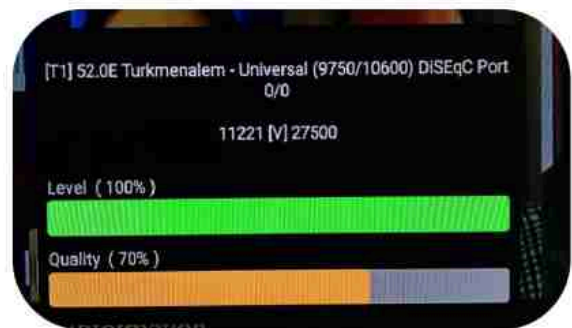 [T1] 52.0E Turkmenalem - Universal (9750/10600) DiSEqC Port
0/0
11221 [V] 27500
Level ( 100% )
Quality ( 70% )